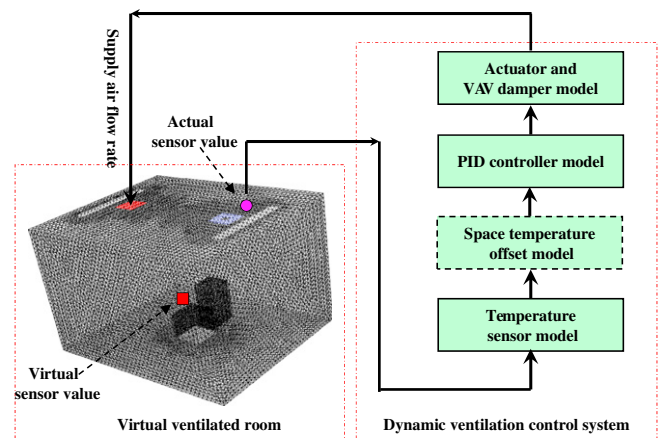 Supply air flow rate
Actual
sensor value
Actuator and
VAV damper model
PID controller model
Space temperature
offset model
Temperature
sensor model
Virtual
sensor value
Virtual ventilated room
Dynamic ventilation control system